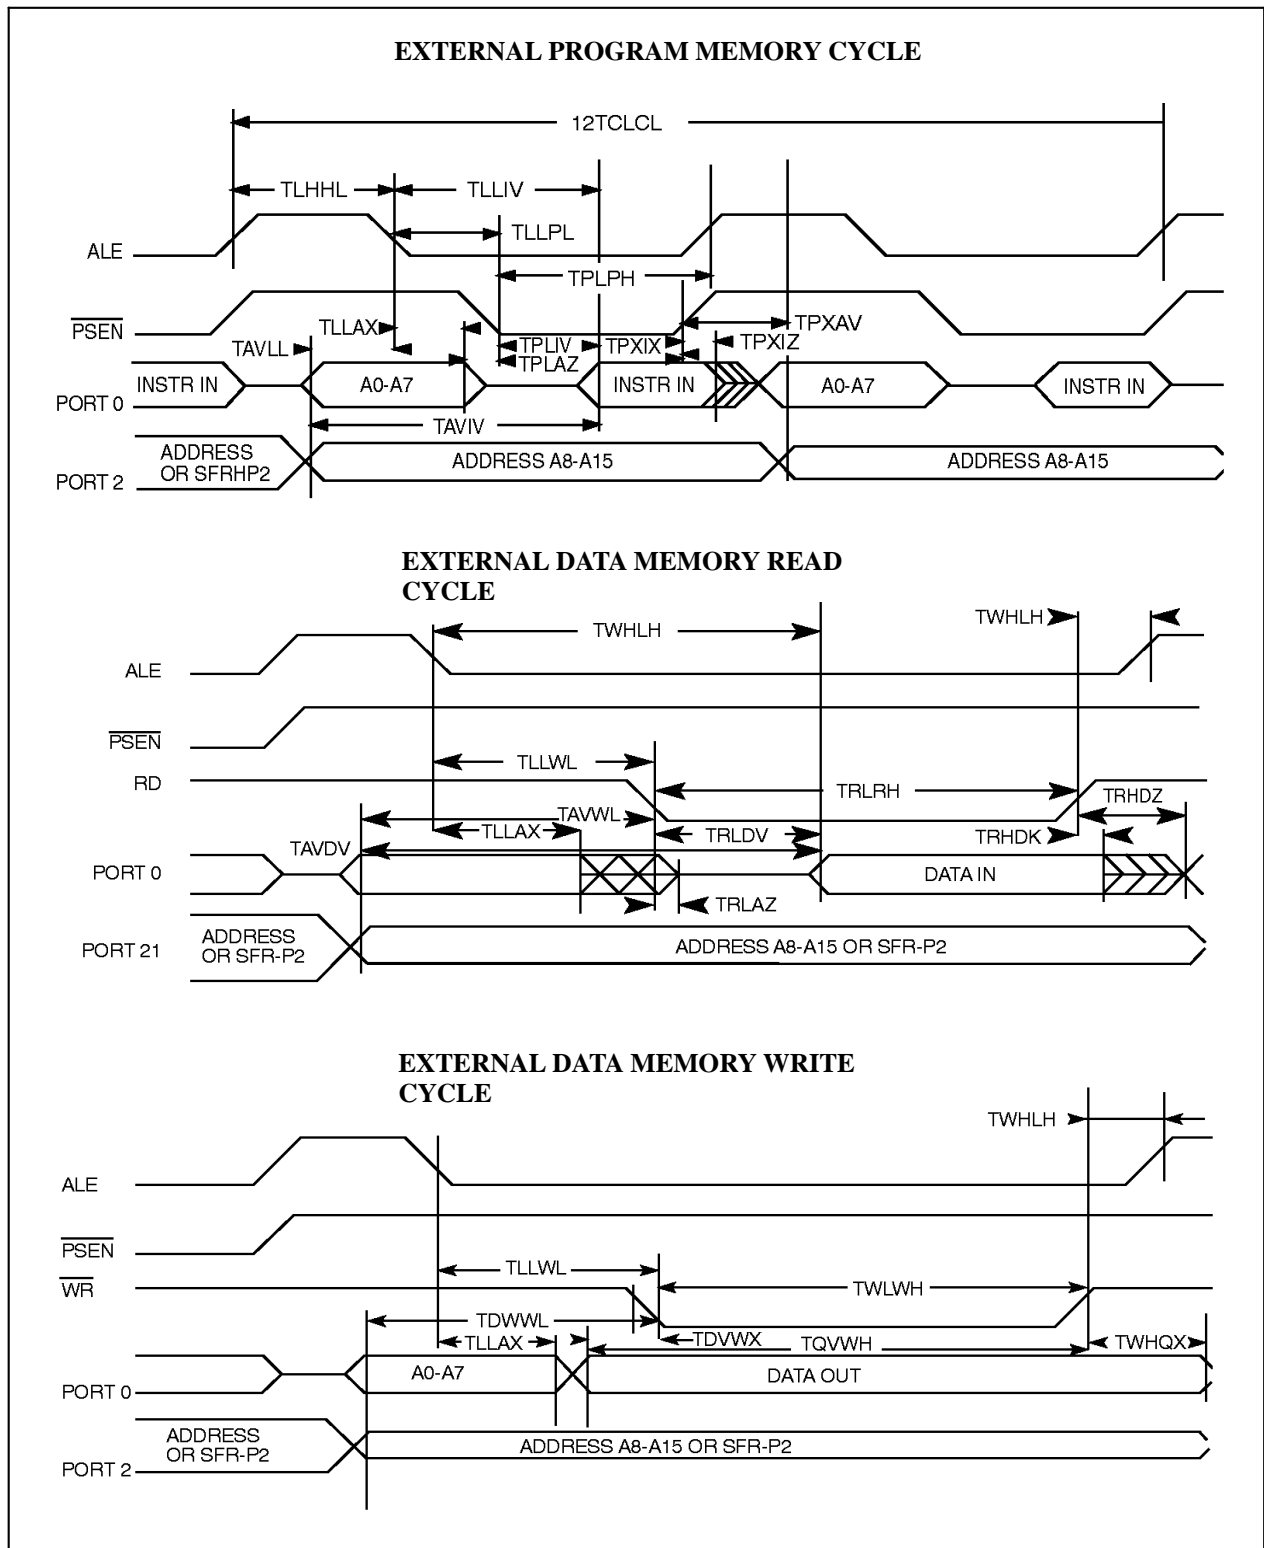 EXTERNAL PROGRAM MEMORY CYCLE
12TCLCL
TLHHL
TLLIV
ALE
TLLPL
TPLPH
PSEN
TLLAX
TPXAV
TAVLL
TPLIV
TPXIX
TPXIZ
TPLAZ
PORT 0
INSTR IN
A0-A7
INSTR IN
A0-A7
INSTR IN
TAVIV
PORT 2
ADDRESS
OR SFRHP2
ADDRESS A8-A15
ADDRESS A8-A15
EXTERNAL DATA MEMORY READ
CYCLE
TWHLH
TWHLH
ALE
PSEN
TLLWL
RD
TRLRH
TRHDZ
TAVWL
TLLAX
TRLDV
TRHDK
TAVDV
PORT 0
DATA IN
TRLAZ
PORT 21
ADDRESS
OR SFR-P2
ADDRESS A8-A15 OR SFR-P2
EXTERNAL DATA MEMORY WRITE
CYCLE
TWHLH
ALE
PSEN
TLLWL
WR
TWLWH
TDWWL
TLLAX
TDVWX
TQVWH
TWHQX
PORT 0
A0-A7
DATA OUT
PORT 2
ADDRESS
OR SFR-P2
ADDRESS A8-A15 OR SFR-P2